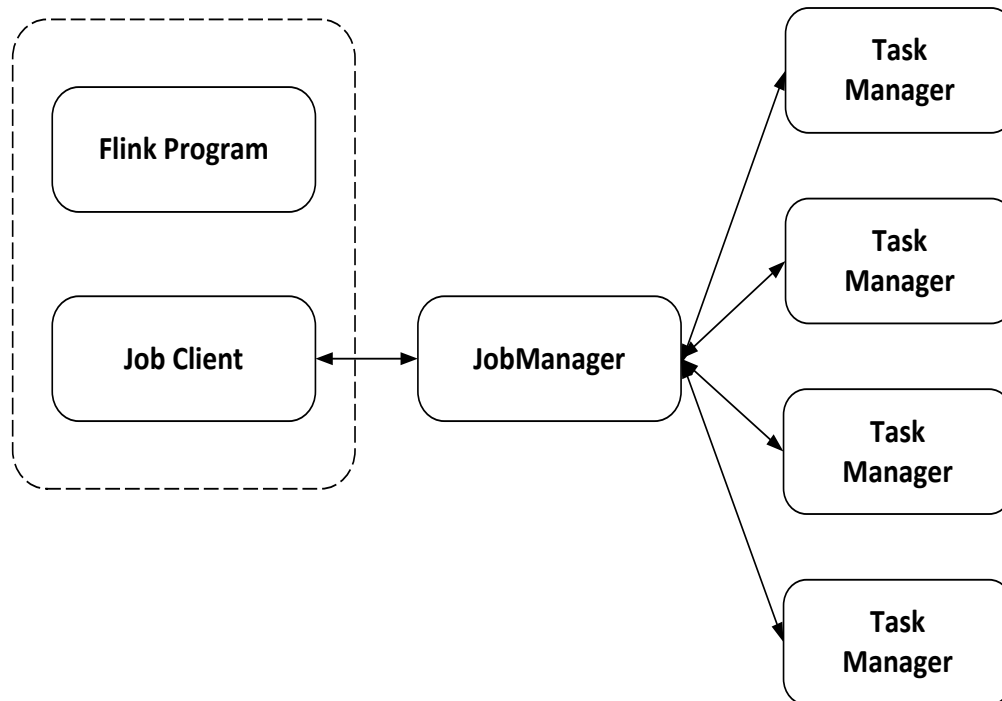 Flink Program
Job Client
JobManager
Task
Manager
Task
Manager
Task
Manager
Task
Manager